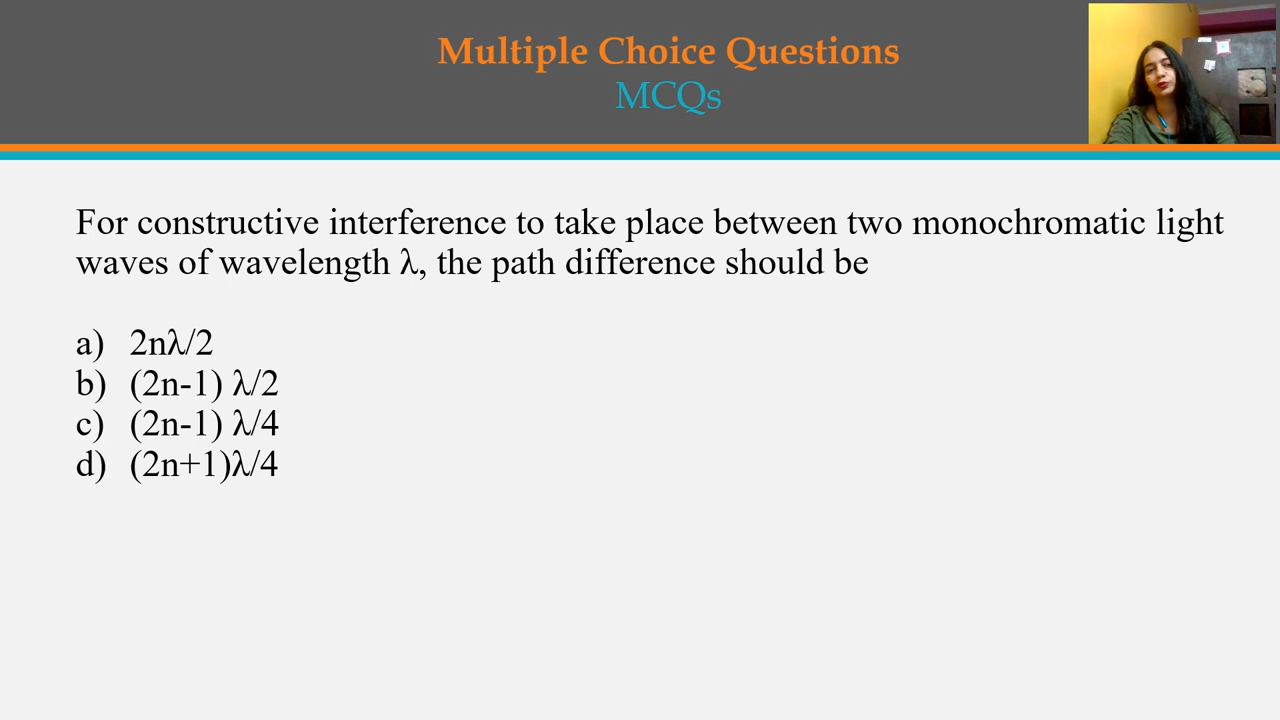 Multiple Choice Questions
MCQs
For constructive interference to take place between two monochromatic light
waves of wavelength λ, the path difference should be
a) 2nλ/2
b) (2n-1) λ/2
c) (2n-1) λ/4
d) (2n+1)λ/4